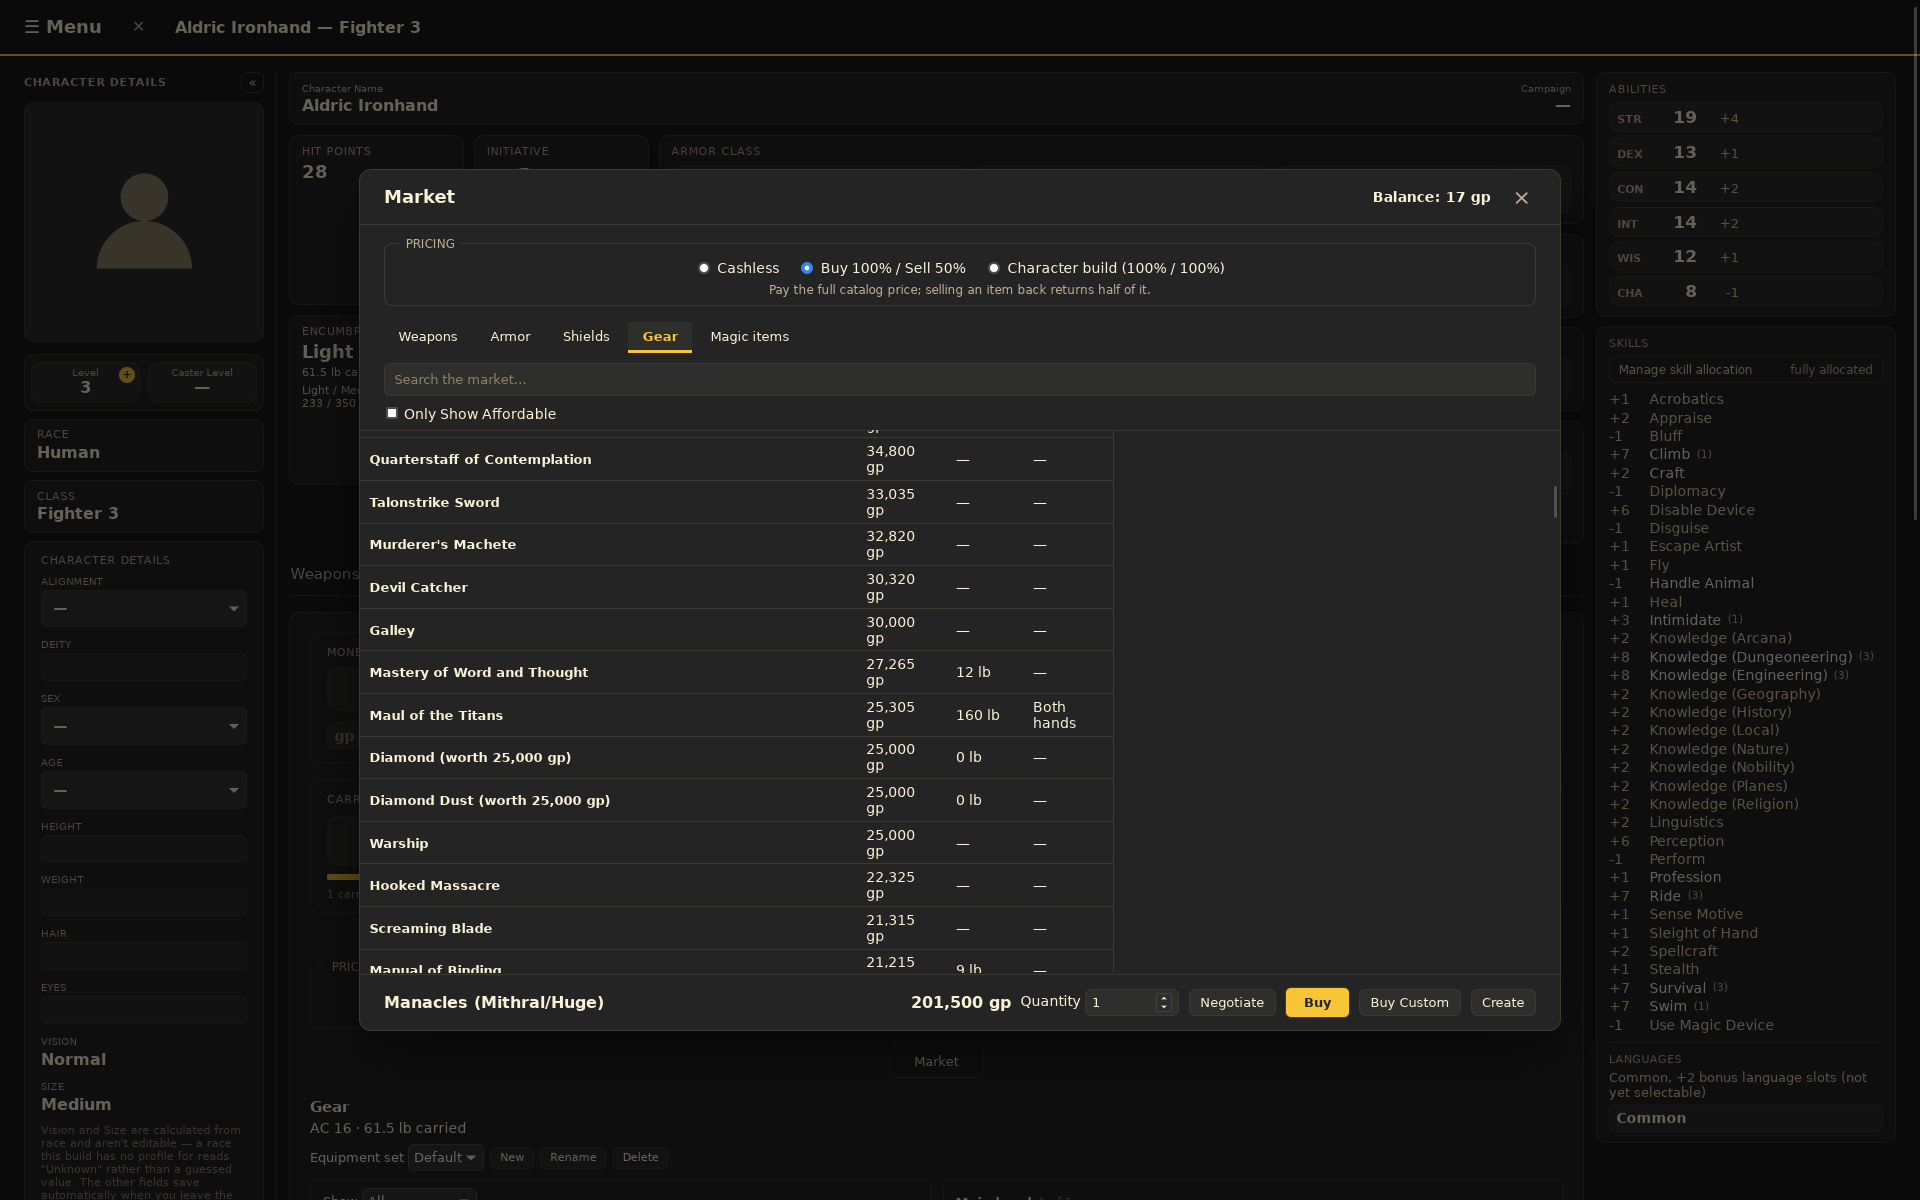 ☰ Menu
×
Aldric Ironhand — Fighter 3
CHARACTER DETAILS
«
Level
3
+
Caster Level
—
RACE
Human
CLASS
Fighter 3
CHARACTER DETAILS
ALIGNMENT
—
DEITY
SEX
—
AGE
—
HEIGHT
WEIGHT
HAIR
EYES
VISION
Normal
SIZE
Medium
Vision and Size are calculated from
race and aren't editable — a race
this build has no profile for reads
"Unknown" rather than a guessed
value. The other fields save
automatically when you leave the
Character Name
Aldric Ironhand
Campaign
—
HIT POINTS
28
INITIATIVE
ARMOR CLASS
Light
61.5 lb
233 / 350
Weapons
gp
Market
Balance: 17 gp
×
PRICING
Cashless
Buy 100% / Sell 50%
Character build (100% / 100%)
Pay the full catalog price; selling an item back returns half of it.
Weapons
Armor
Shields
Gear
Magic items
Search the market...
Only Show Affordable
Quarterstaff of Contemplation
34,800
gp
—
—
Talonstrike Sword
33,035
gp
—
—
Murderer's Machete
32,820
gp
—
—
Devil Catcher
30,320
gp
—
—
Galley
30,000
gp
—
—
Mastery of Word and Thought
27,265
gp
12 lb
—
Maul of the Titans
25,305
gp
160 lb
Both
hands
Diamond (worth 25,000 gp)
25,000
gp
0 lb
—
Diamond Dust (worth 25,000 gp)
25,000
gp
0 lb
—
Warship
25,000
gp
—
—
Hooked Massacre
22,325
gp
—
—
Screaming Blade
21,315
gp
—
—
Manual of Binding
21,215
9 lb
—
Manacles (Mithral/Huge)
201,500 gp
Quantity
1
Negotiate
Buy
Buy Custom
Create
Market
Gear
AC 16 · 61.5 lb carried
Equipment set
Default
New
Rename
Delete
Show
All
ABILITIES
STR 19 +4
DEX 13 +1
CON 14 +2
INT 14 +2
WIS 12 +1
CHA 8 -1
SKILLS
Manage skill allocation
fully allocated
+1 Acrobatics
+2 Appraise
-1 Bluff
+7 Climb (1)
+2 Craft
-1 Diplomacy
+6 Disable Device
-1 Disguise
+1 Escape Artist
+1 Fly
-1 Handle Animal
+1 Heal
+3 Intimidate (1)
+2 Knowledge (Arcana)
+8 Knowledge (Dungeoneering) (3)
+8 Knowledge (Engineering) (3)
+2 Knowledge (Geography)
+2 Knowledge (History)
+2 Knowledge (Local)
+2 Knowledge (Nature)
+2 Knowledge (Nobility)
+2 Knowledge (Planes)
+2 Knowledge (Religion)
+2 Linguistics
+6 Perception
-1 Perform
+1 Profession
+7 Ride (3)
+1 Sense Motive
+1 Sleight of Hand
+2 Spellcraft
+1 Stealth
+7 Survival (3)
+7 Swim (1)
-1 Use Magic Device
LANGUAGES
Common, +2 bonus language slots (not
yet selectable)
Common